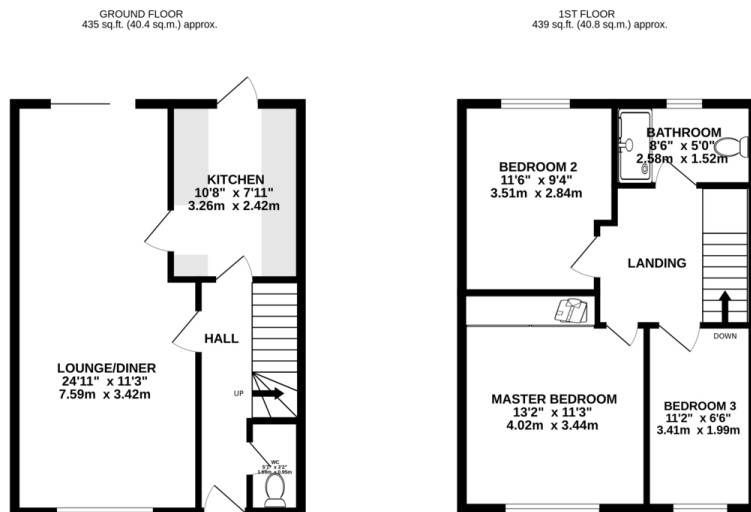 GROUND FLOOR
435 sq.ft. (40.4 sq.m.) approx.
1ST FLOOR
439 sq.ft. (40.8 sq.m.) approx.
KITCHEN
10'8" x 7'11"
3.26m x 2.42m
LOUNGE/DINER
24'11" x 11'3"
7.59m x 3.42m
HALL
UP
WC
BATHROOM
8'6" x 5'0"
2.58m x 1.52m
BEDROOM 2
11'6" x 9'4"
3.51m x 2.84m
LANDING
DOWN
MASTER BEDROOM
13'2" x 11'3"
4.02m x 3.44m
BEDROOM 3
11'2" x 6'6"
3.41m x 1.99m